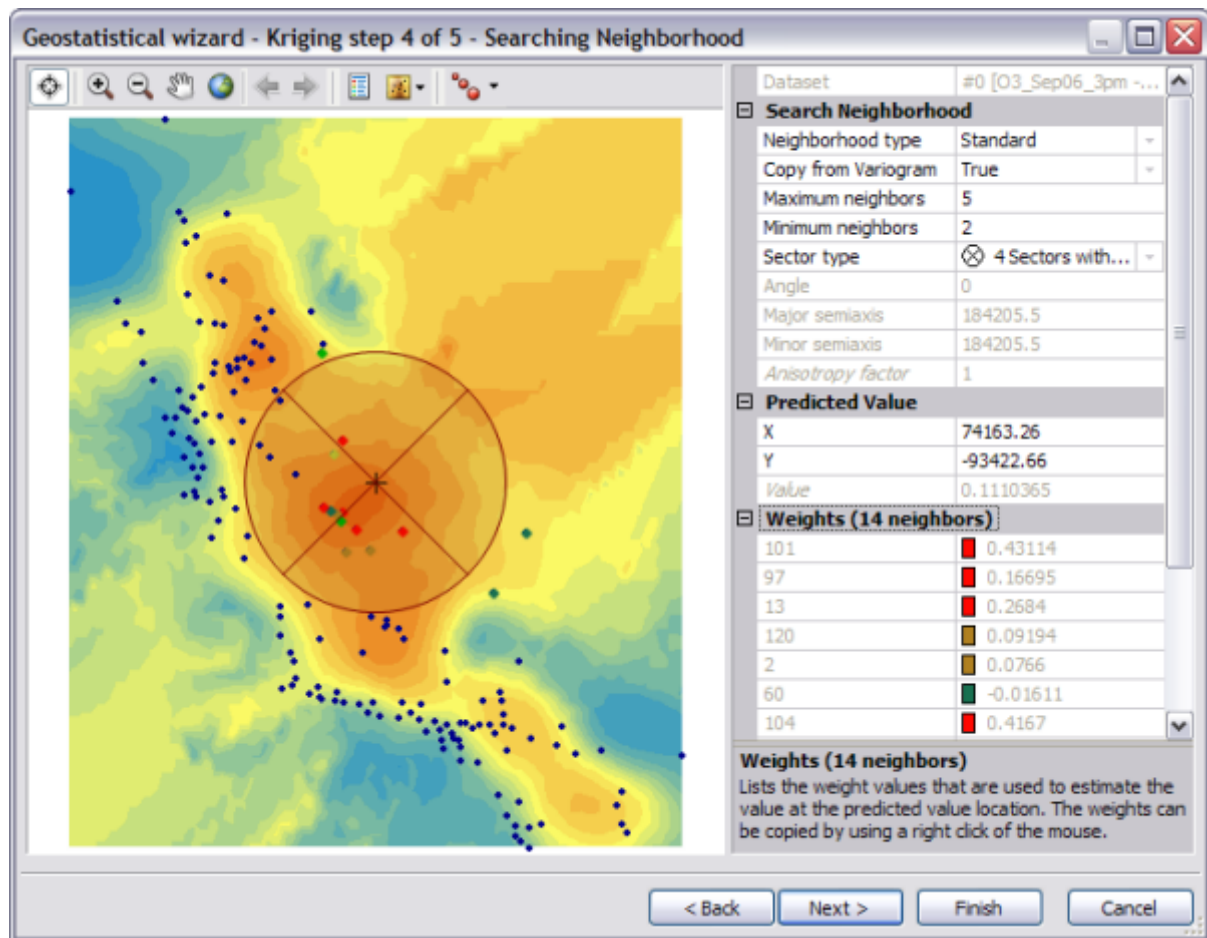 Geostatistical wizard - Kriging step 4 of 5 - Searching Neighborhood
Dataset #0 [O3_Sep06_3pm -...
Search Neighborhood
Neighborhood type Standard
Copy from Variogram True
Maximum neighbors 5
Minimum neighbors 2
Sector type 4 Sectors with...
Angle 0
Major semiaxis 184205.5
Minor semiaxis 184205.5
Anisotropy factor 1
Predicted Value
X 74163.26
Y -93422.66
Value 0.1110365
Weights (14 neighbors)
101 0.43114
97 0.16695
13 0.2684
120 0.09194
2 0.0766
60 -0.01611
104 0.4167
Weights (14 neighbors)
Lists the weight values that are used to estimate the
value at the predicted value location. The weights can
be copied by using a right click of the mouse.
< Back Next > Finish Cancel